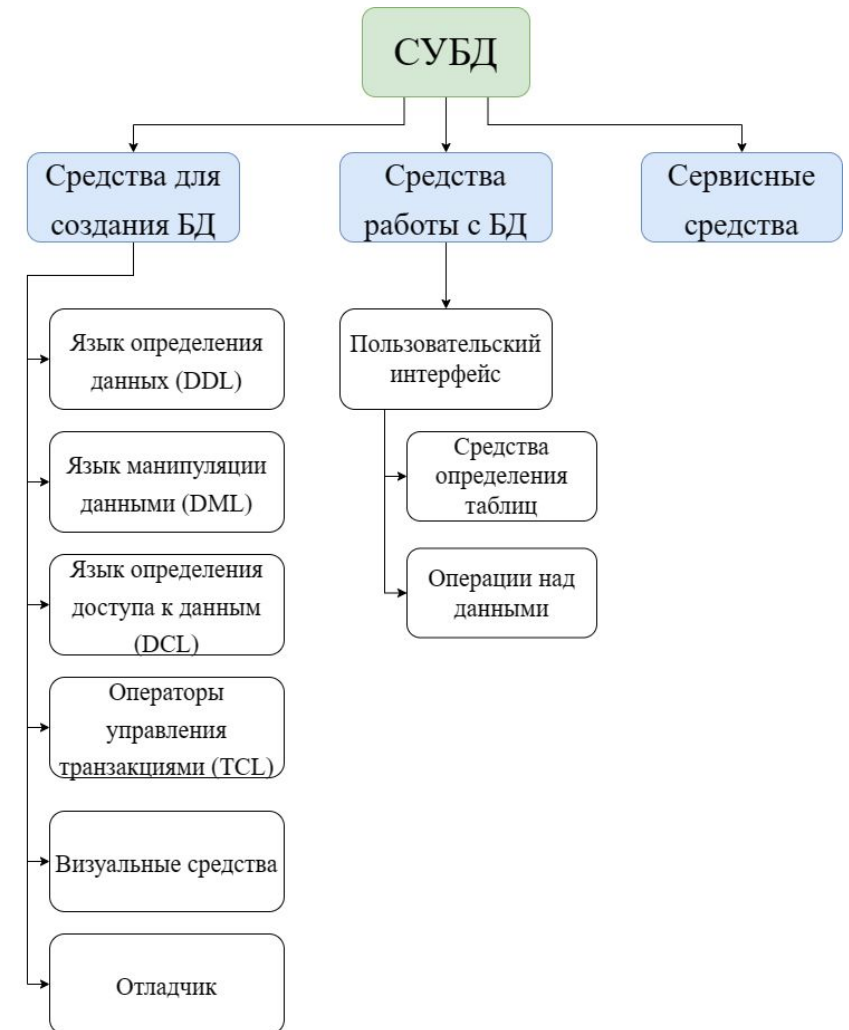 СУБД
Средства для
создания БД
Средства
работы с БД
Сервисные
средства
Язык определения
данных (DDL)
Язык манипуляции
данными (DML)
Язык определения
доступа к данным
(DCL)
Операторы
управления
транзакциями (TCL)
Визуальные средства
Отладчик
Пользовательский
интерфейс
Средства
определения
таблиц
Операции над
данными